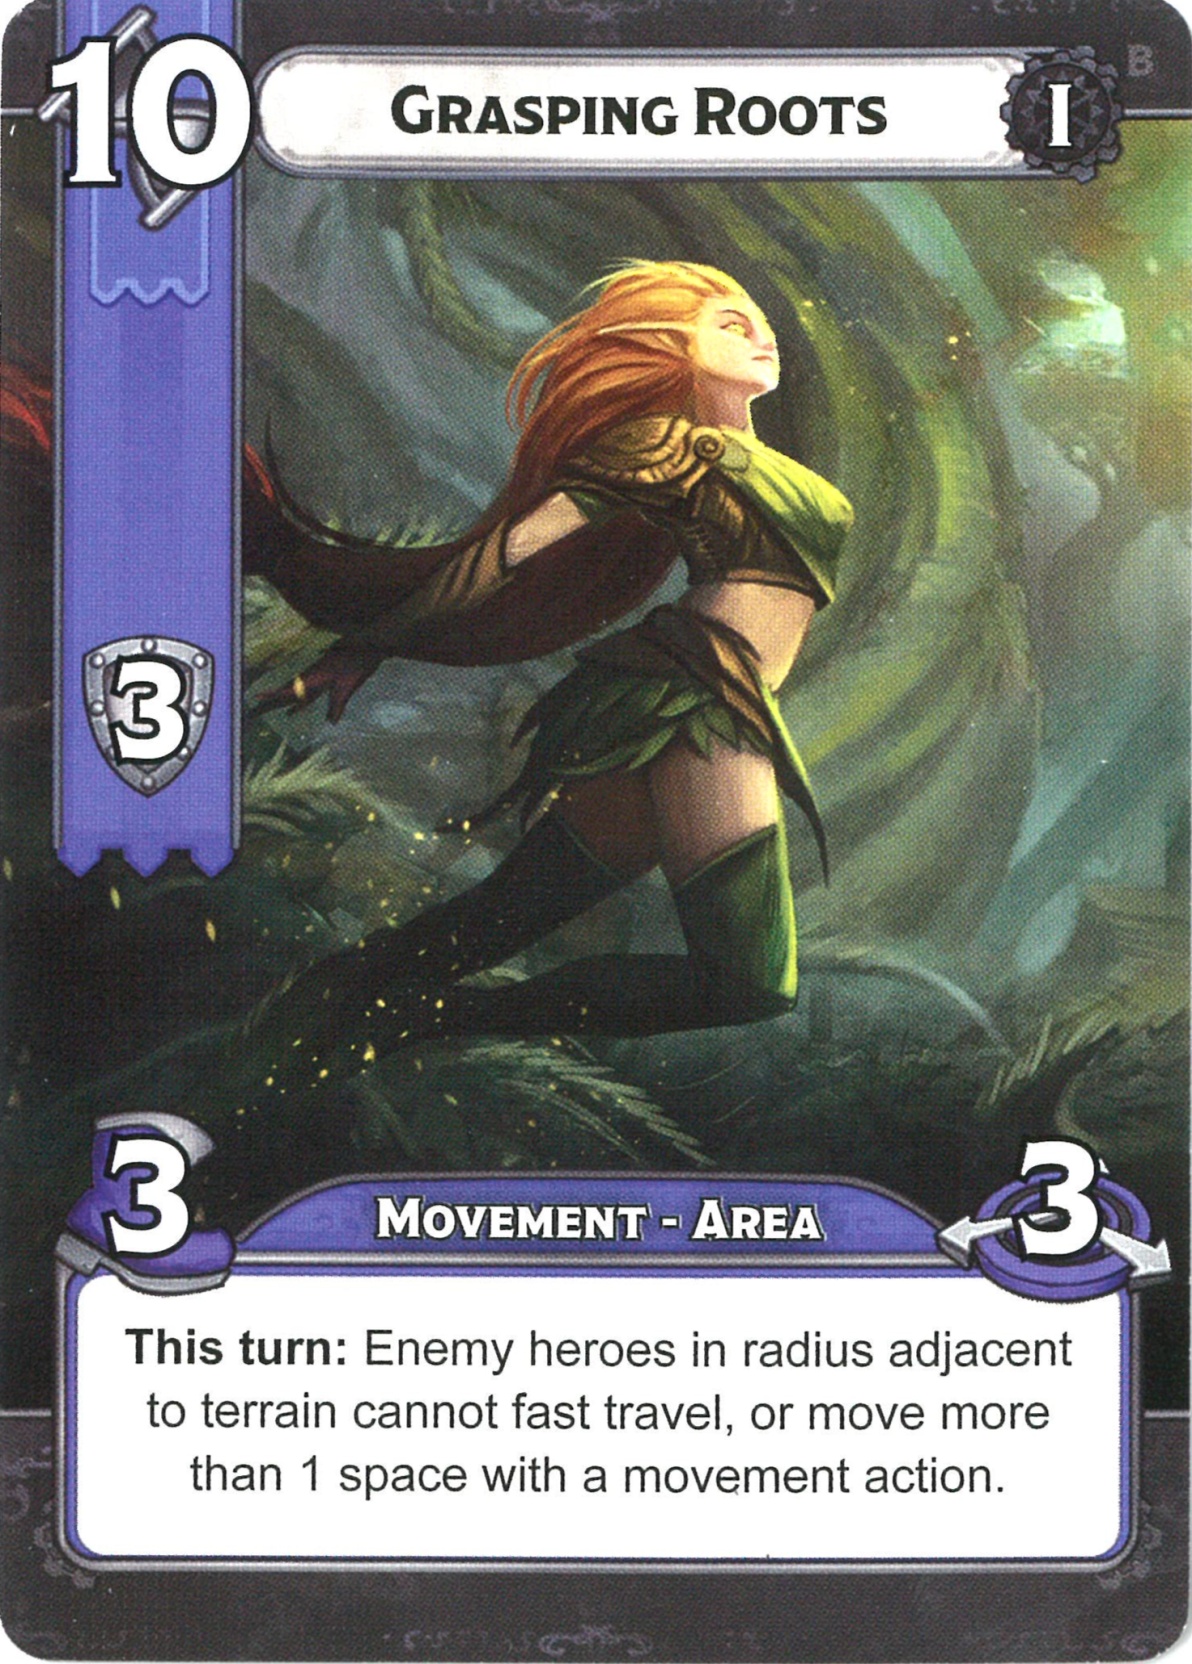 10
GRASPING ROOTS
I
B
3
3
MOVEMENT - AREA
3
This turn: Enemy heroes in radius adjacent
to terrain cannot fast travel, or move more
than 1 space with a movement action.